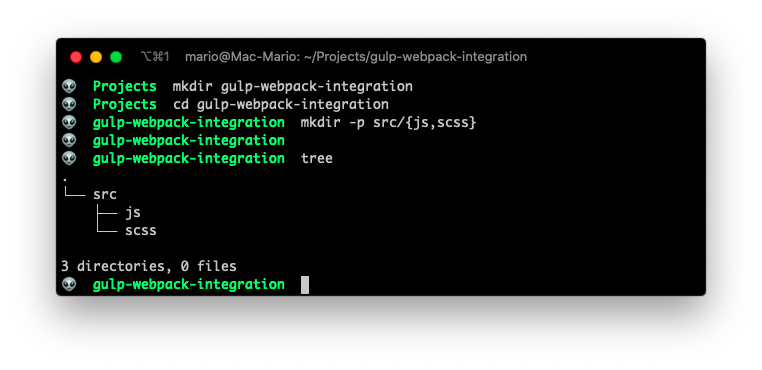 ⌥⌘1 mario@Mac-Mario: ~/Projects/gulp-webpack-integration
👽 Projects mkdir gulp-webpack-integration
👽 Projects cd gulp-webpack-integration
👽 gulp-webpack-integration mkdir -p src/{js,scss}
👽 gulp-webpack-integration
👽 gulp-webpack-integration tree
.
└── src
    ├── js
    └── scss
3 directories, 0 files
👽 gulp-webpack-integration